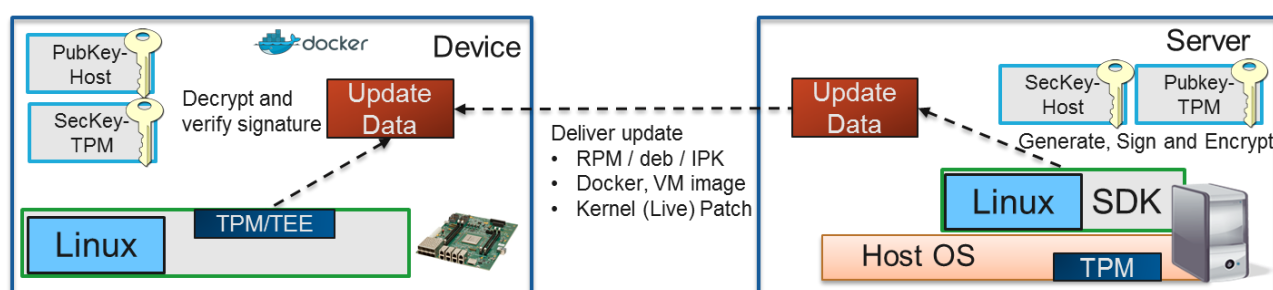 PubKey-
Host
SecKey-
TPM
docker
Device
Decrypt and
verify signature
Update
Data
TPM/TEE
Linux
Deliver update
• RPM / deb / IPK
• Docker, VM image
• Kernel (Live) Patch
Server
Update
Data
SecKey-
Host
Pubkey-
TPM
Generate, Sign and Encrypt
Linux
SDK
Host OS
TPM